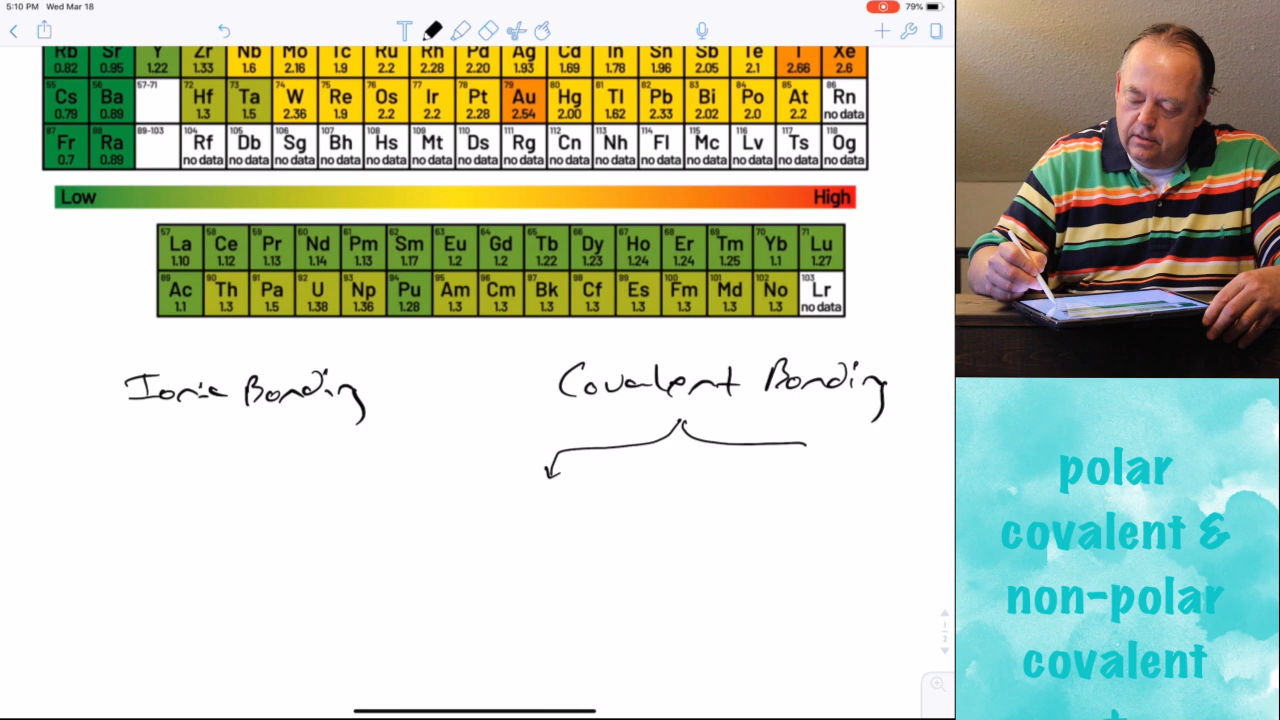 5:10 PM Wed Mar 18 79%
Rb Sr Y Zr Nb Mo Tc Ru Rh Pd Ag Cd In Sn Sb Te I Xe
0.82 0.95 1.22 1.33 1.6 2.16 1.9 2.2 2.28 2.20 1.93 1.69 1.78 1.96 2.05 2.1 2.66 2.6
55 56 57-71 72 73 74 75 76 77 78 79 80 81 82 83 84 85 86
Cs Ba Hf Ta W Re Os Ir Pt Au Hg Tl Pb Bi Po At Rn
0.79 0.89 1.3 1.5 2.36 1.9 2.2 2.2 2.28 2.54 2.00 1.62 2.33 2.02 2.0 2.2 no data
87 88 89-103 104 105 106 107 108 109 110 111 112 113 114 115 116 117 118
Fr Ra Rf Db Sg Bh Hs Mt Ds Rg Cn Nh Fl Mc Lv Ts Og
0.7 0.89 no data no data no data no data no data no data no data no data no data no data no data no data no data no data no data
Low High
57 58 59 60 61 62 63 64 65 66 67 68 69 70 71
La Ce Pr Nd Pm Sm Eu Gd Tb Dy Ho Er Tm Yb Lu
1.10 1.12 1.13 1.14 1.13 1.17 1.2 1.2 1.22 1.23 1.24 1.24 1.25 1.1 1.27
89 90 91 92 93 94 95 96 97 98 99 100 101 102 103
Ac Th Pa U Np Pu Am Cm Bk Cf Es Fm Md No Lr
1.1 1.3 1.5 1.38 1.36 1.28 1.3 1.3 1.3 1.3 1.3 1.3 1.3 1.3 no data
Ionic Bonding
Covalent Bonding
1
2
polar
covalent &
non-polar
covalent